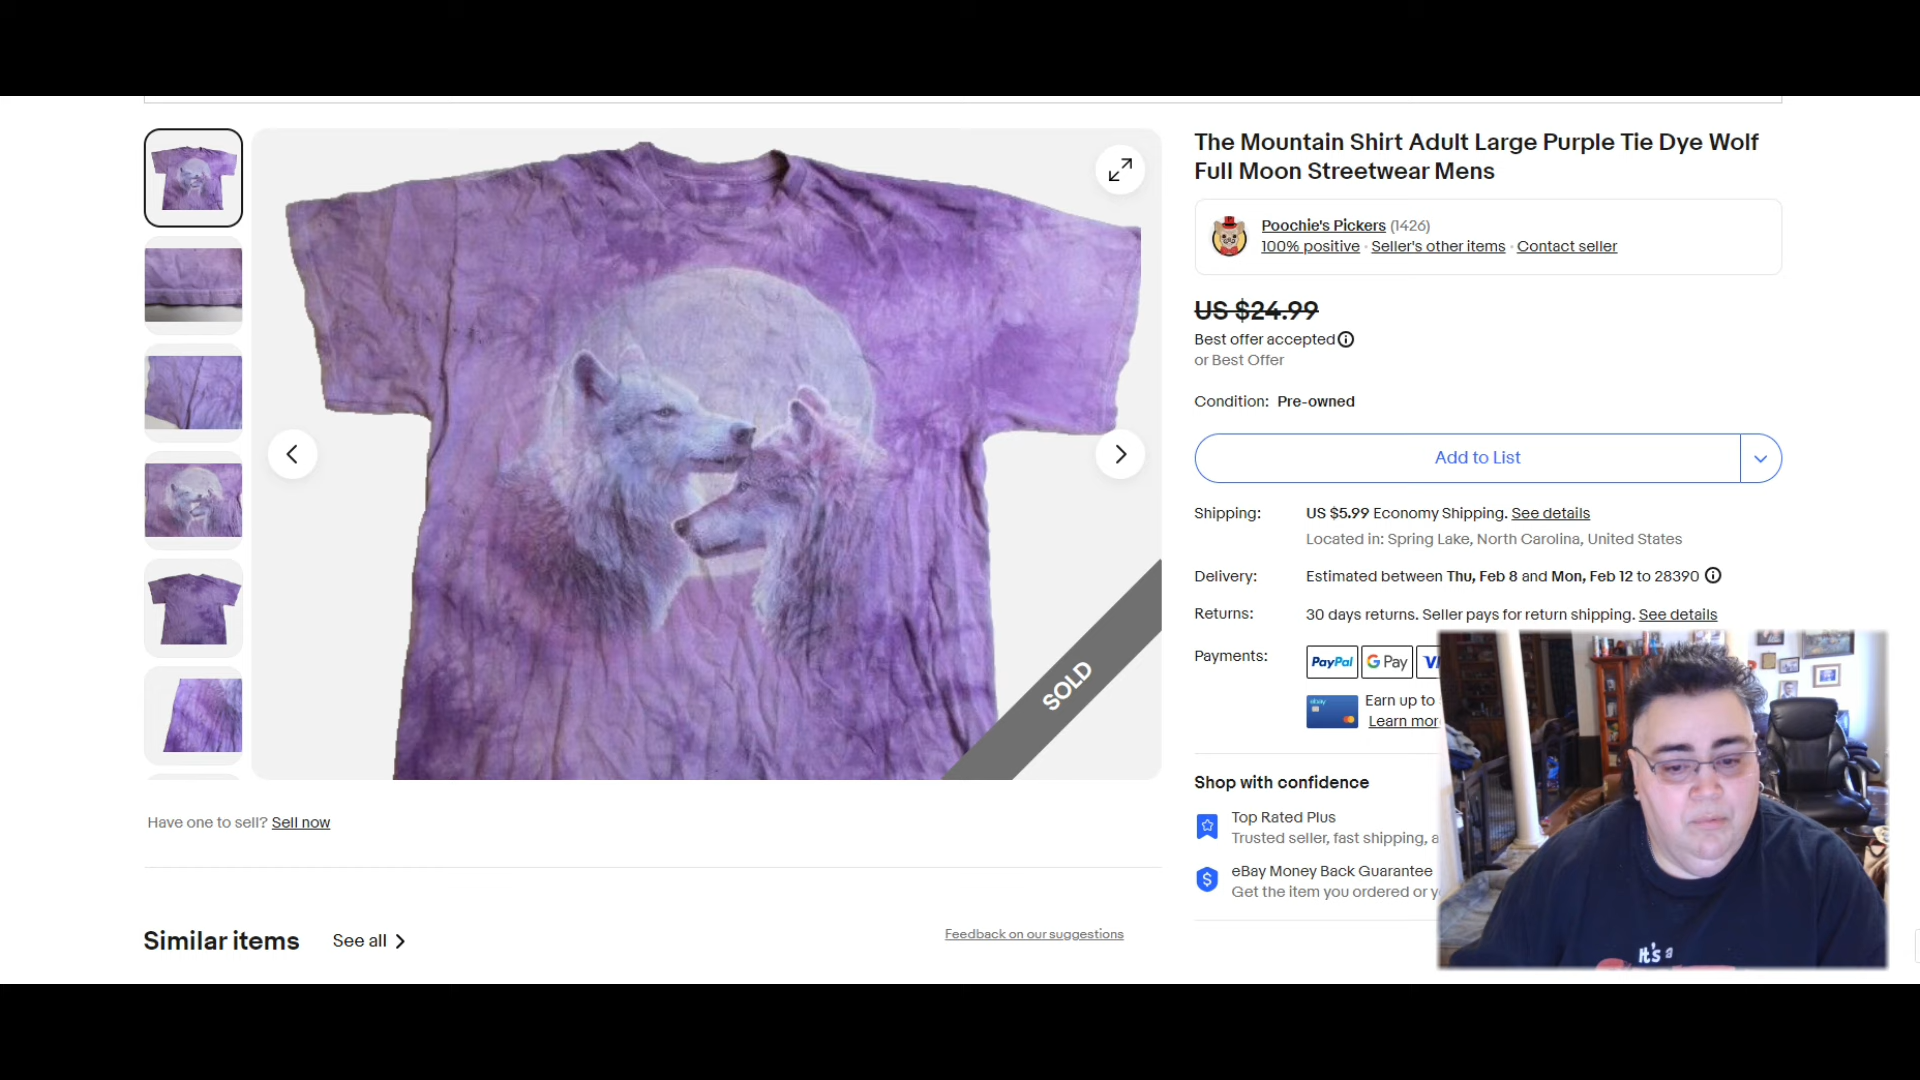 The Mountain Shirt Adult Large Purple Tie Dye Wolf
Full Moon Streetwear Mens
Poochie's Pickers (1426)
100% positive · Seller's other items · Contact seller
US $24.99
Best offer accepted
or Best Offer
Condition: Pre-owned
Add to List
Shipping: US $5.99 Economy Shipping. See details
Located in: Spring Lake, North Carolina, United States
Delivery: Estimated between Thu, Feb 8 and Mon, Feb 12 to 28390
Returns: 30 days returns. Seller pays for return shipping. See details
Payments: PayPal G Pay
ebay Earn up to
Learn
SOLD
Shop with confidence
Top Rated Plus
Trusted seller, fast shipping,
eBay Money Back Guarantee
Get the item you ordered or
Have one to sell? Sell now
Similar items See all
Feedback on our suggestions
It's a